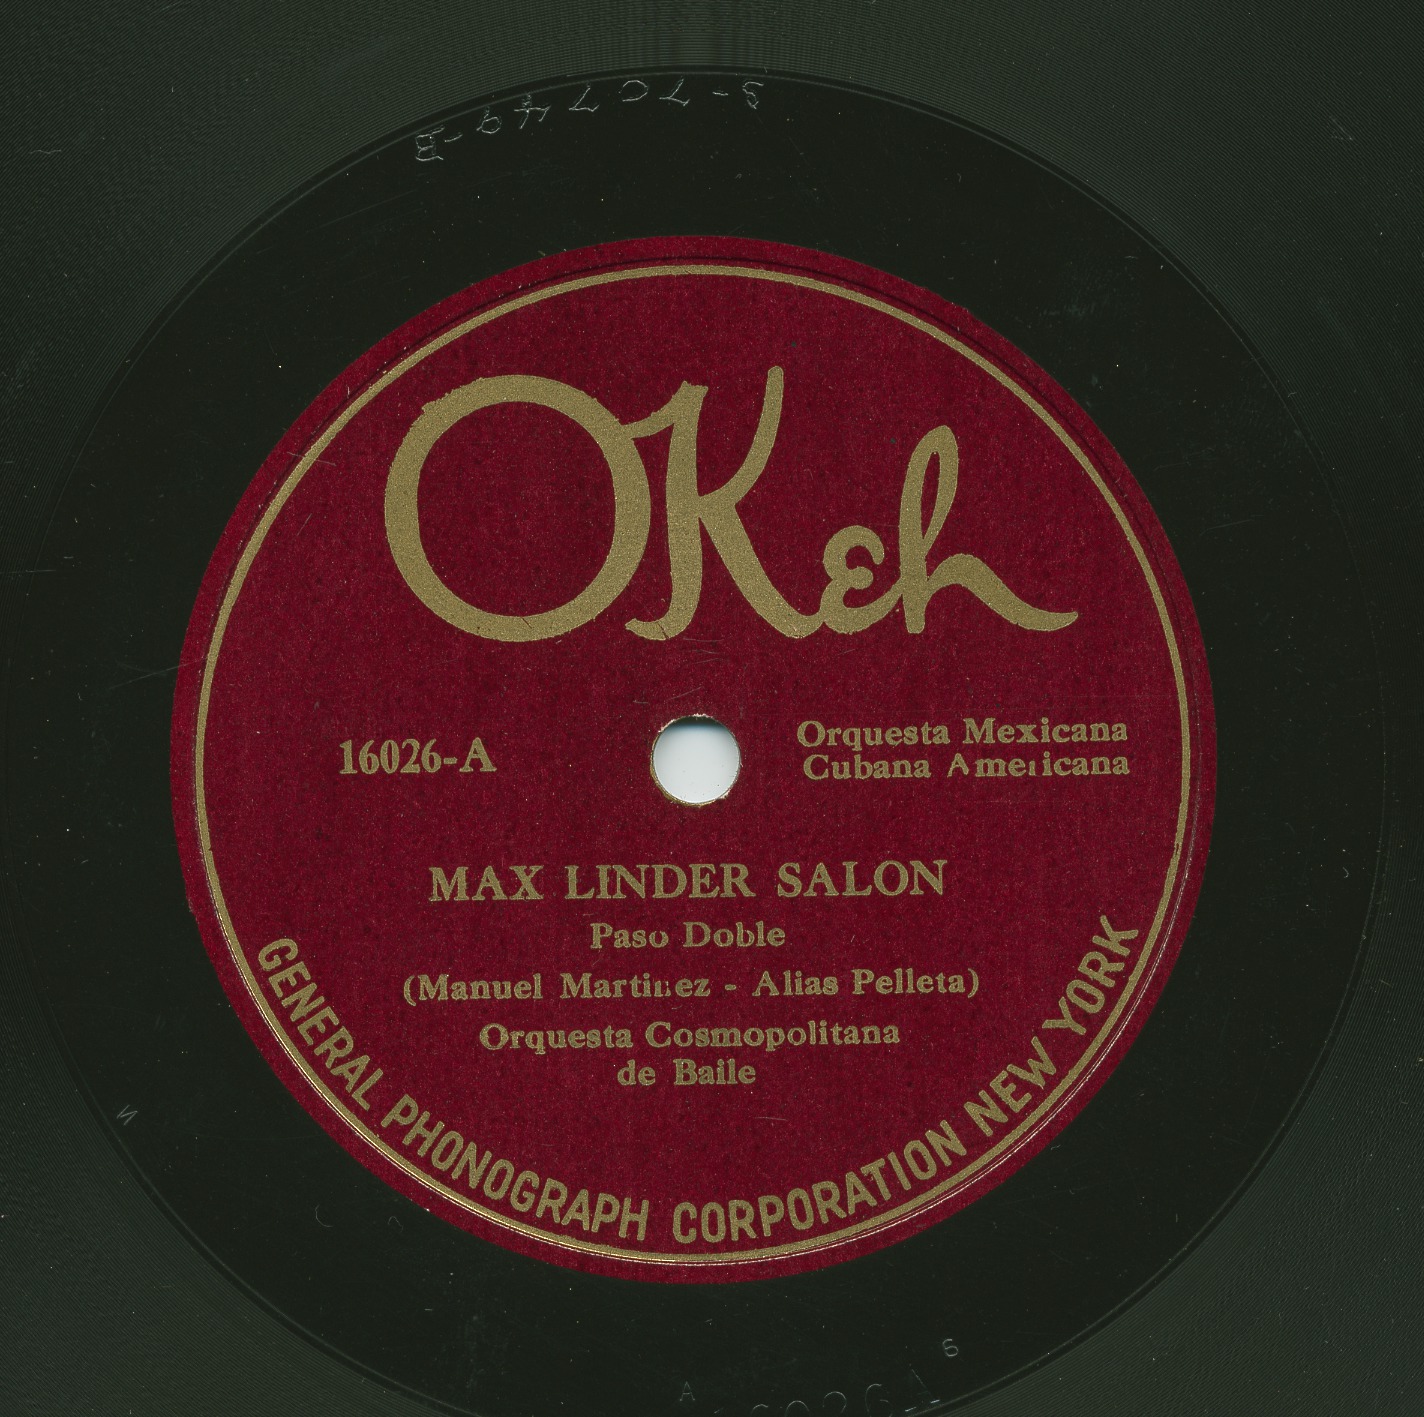 S-70749-B
OKeh
16026-A
Orquesta Mexicana
Cubana Americana
MAX LINDER SALON
Paso Doble
(Manuel Martinez - Alias Pelleta)
Orquesta Cosmopolitana
de Baile
GENERAL PHONOGRAPH CORPORATION NEW YORK
N
A